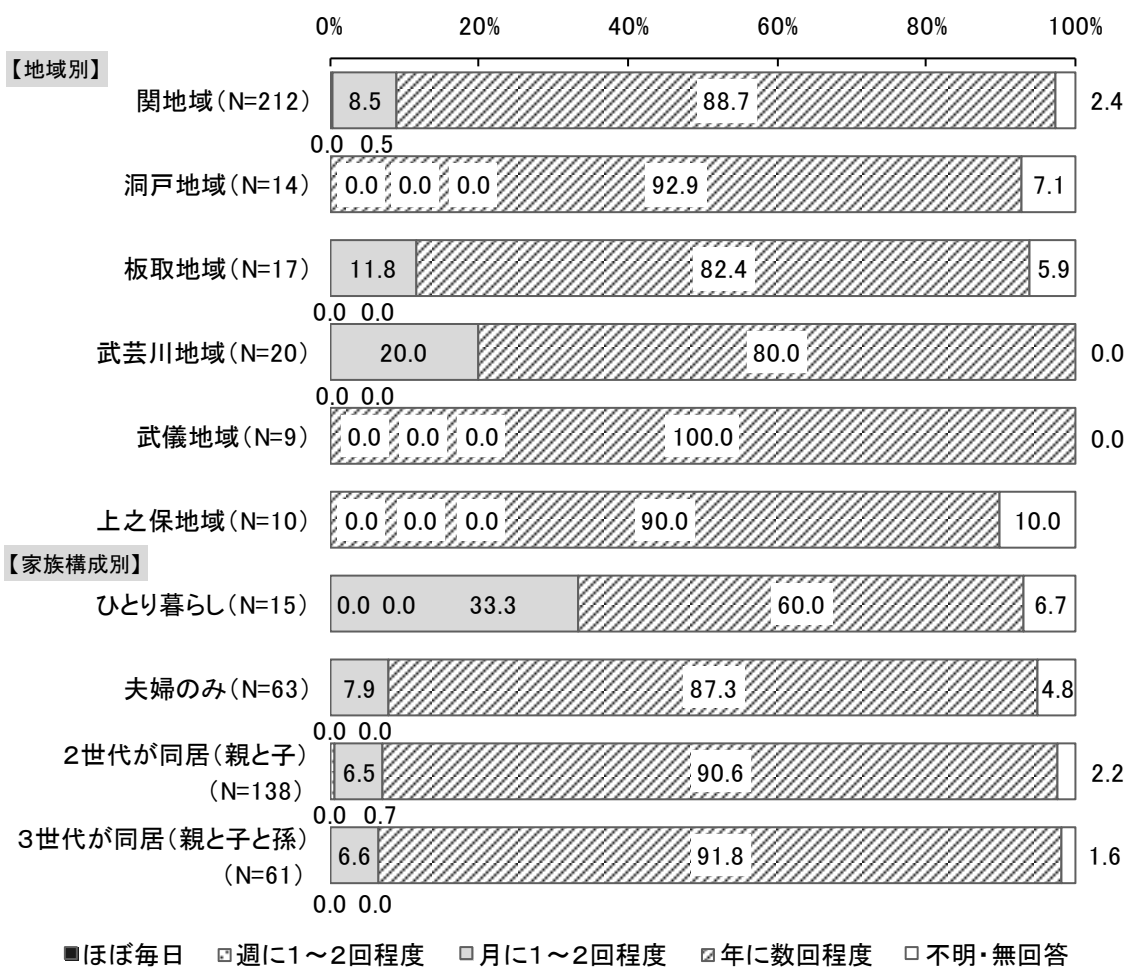 0% 20% 40% 60% 80% 100%
【地域別】
関地域(N=212) 8.5 88.7 2.4
0.0 0.5
洞戸地域(N=14) 0.0 0.0 0.0 92.9 7.1
板取地域(N=17) 11.8 82.4 5.9
0.0 0.0
武芸川地域(N=20) 20.0 80.0 0.0
0.0 0.0
武儀地域(N=9) 0.0 0.0 0.0 100.0 0.0
上之保地域(N=10) 0.0 0.0 0.0 90.0 10.0
【家族構成別】
ひとり暮らし(N=15) 0.0 0.0 33.3 60.0 6.7
夫婦のみ(N=63) 7.9 87.3 4.8
0.0 0.0
2世代が同居(親と子)
(N=138) 6.5 90.6 2.2
0.0 0.7
3世代が同居(親と子と孫)
(N=61) 6.6 91.8 1.6
0.0 0.0
ほぼ毎日 週に1~2回程度 月に1~2回程度 年に数回程度 不明・無回答